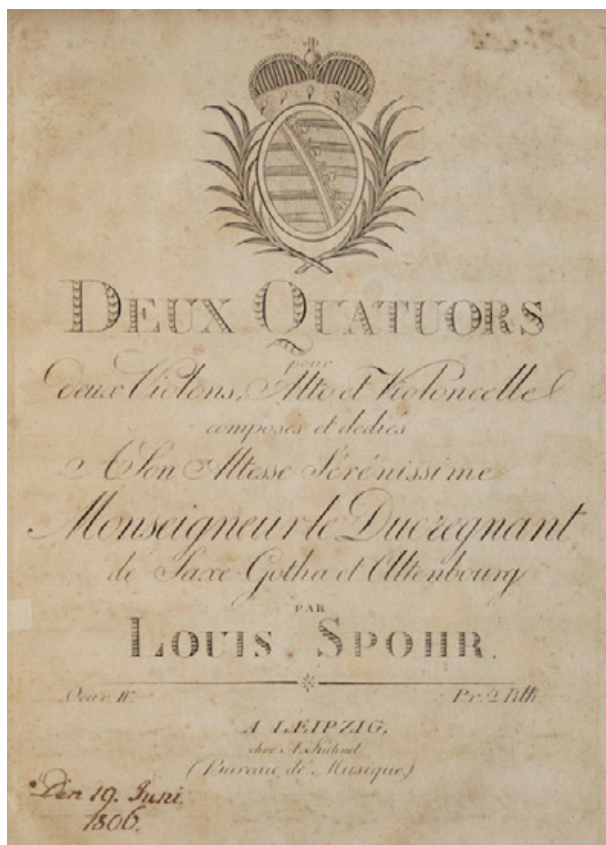 DEUX QUATUORS
pour
deux Violons, Alto et Violoncelle
composés et dediés
A Son Altesse Sérénissime
Monseigneur le Duc regnant
de Saxe-Gotha et Altenbourg
PAR
LOUIS SPOHR.
Oeuv. IV. Pr. 2 Rth.
A LEIPZIG,
chez A. Kühnel
(Bureau de Musique)
Den 19. Juni
1806.